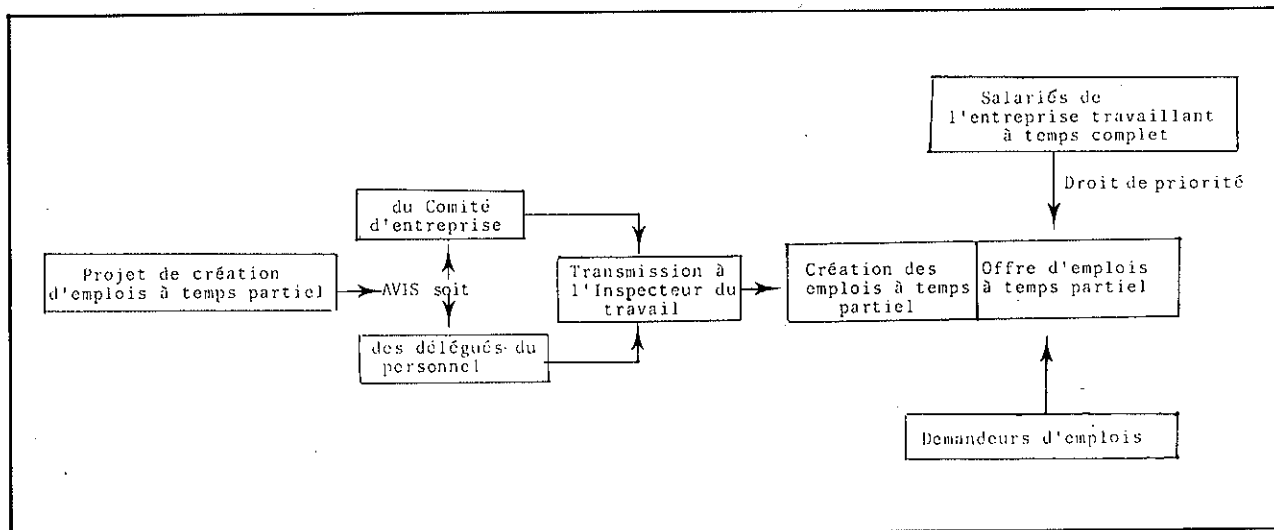 Projet de création
d'emplois à temps partiel
AVIS soit
du Comité
d'entreprise
des délégués du
personnel
Transmission à
l'Inspecteur du
travail
Création des
emplois à temps
partiel
Offre d'emplois
à temps partiel
Salariés de
l'entreprise travaillant
à temps complet
Droit de priorité
Demandeurs d'emplois